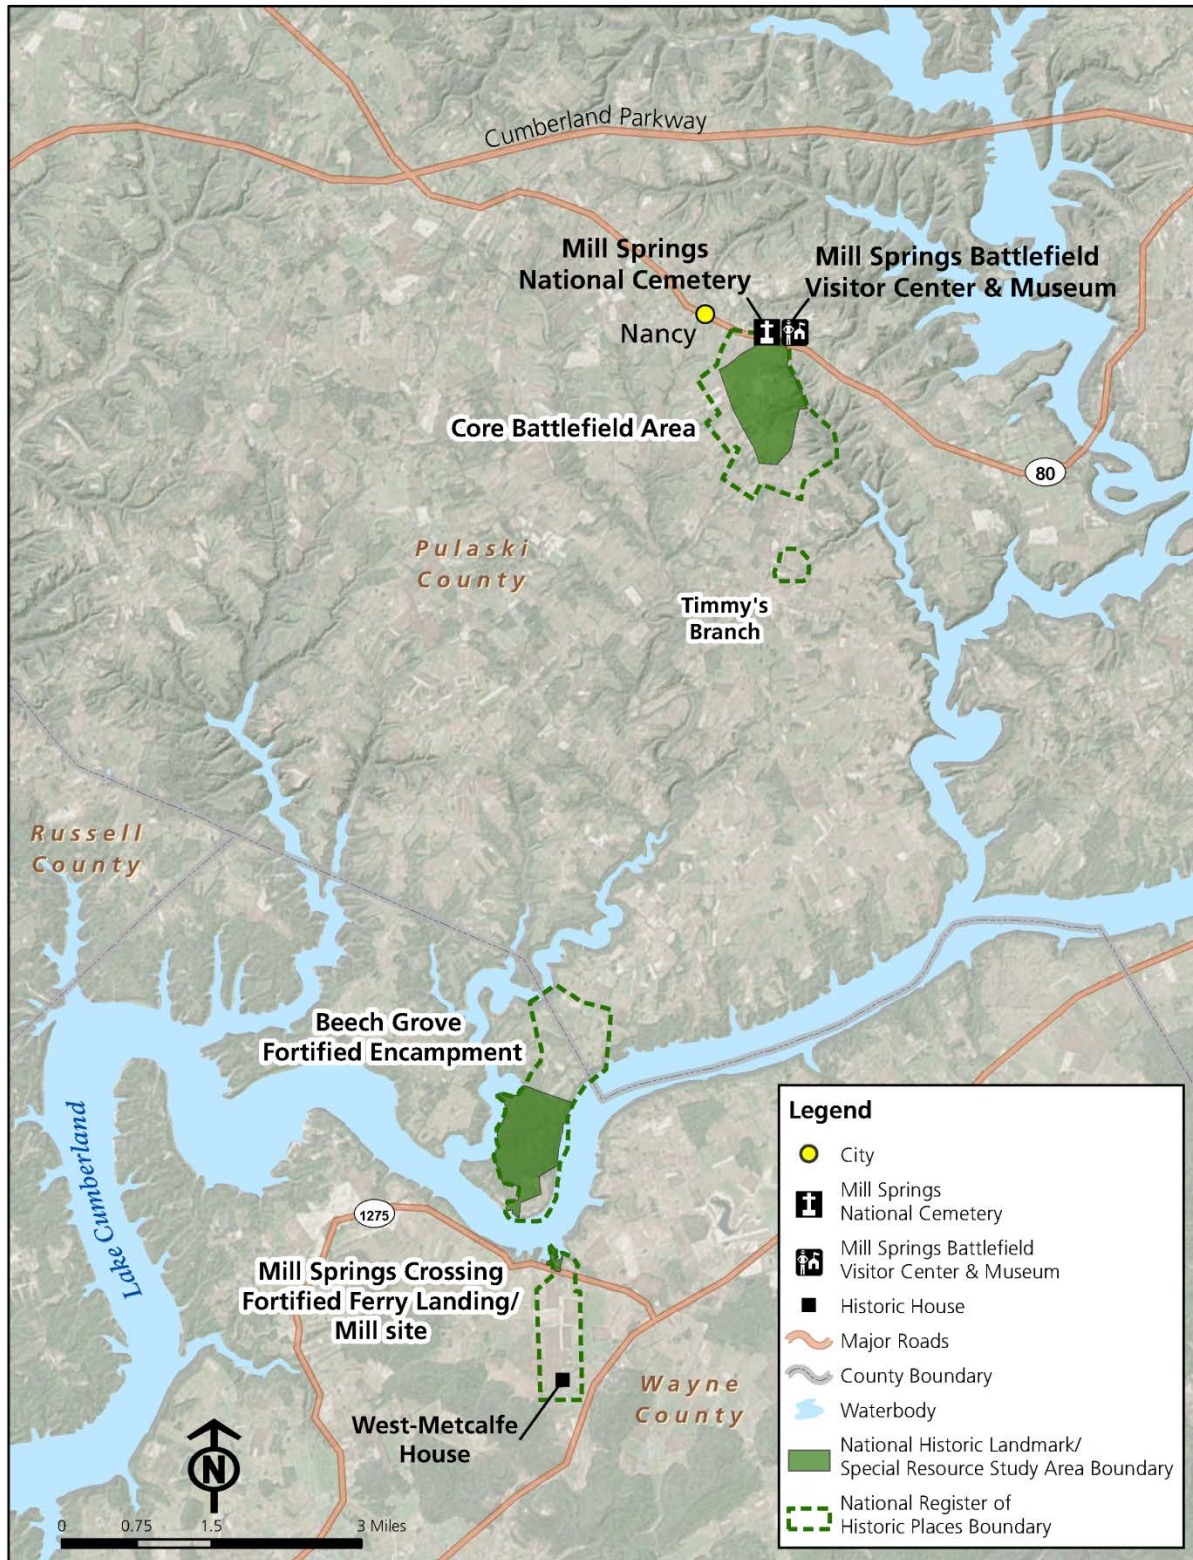 Cumberland Parkway
Mill Springs
National Cemetery
Mill Springs Battlefield
Visitor Center & Museum
Nancy
Core Battlefield Area
80
Pulaski
County
Timmy's
Branch
Russell
County
Beech Grove
Fortified Encampment
Lake Cumberland
1275
Mill Springs Crossing
Fortified Ferry Landing/
Mill site
West-Metcalfe
House
Wayne
County
N
0 0.75 1.5 3 Miles
Legend
City
Mill Springs
National Cemetery
Mill Springs Battlefield
Visitor Center & Museum
Historic House
Major Roads
County Boundary
Waterbody
National Historic Landmark/
Special Resource Study Area Boundary
National Register of
Historic Places Boundary